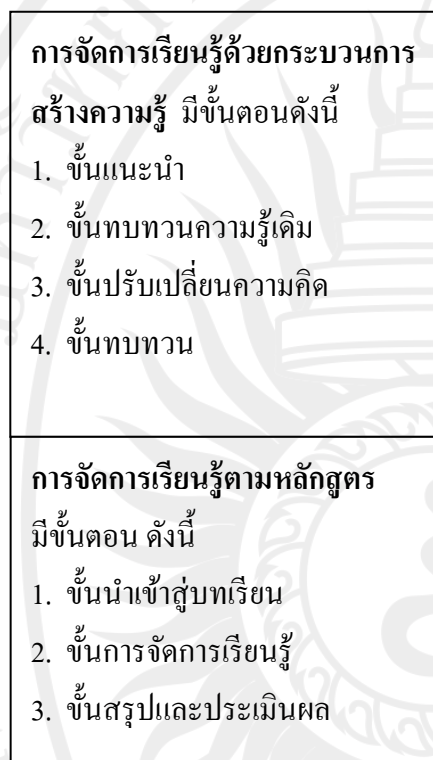 การจัดการเรียนรู้ด้วยกระบวนการ
สร้างความรู้ มีขั้นตอนดังนี้
1. ขั้นแนะนำ
2. ขั้นทบทวนความรู้เดิม
3. ขั้นปรับเปลี่ยนความคิด
4. ขั้นทบทวน
การจัดการเรียนรู้ตามหลักสูตร
มีขั้นตอน ดังนี้
1. ขั้นนำเข้าสู่บทเรียน
2. ขั้นการจัดการเรียนรู้
3. ขั้นสรุปและประเมินผล